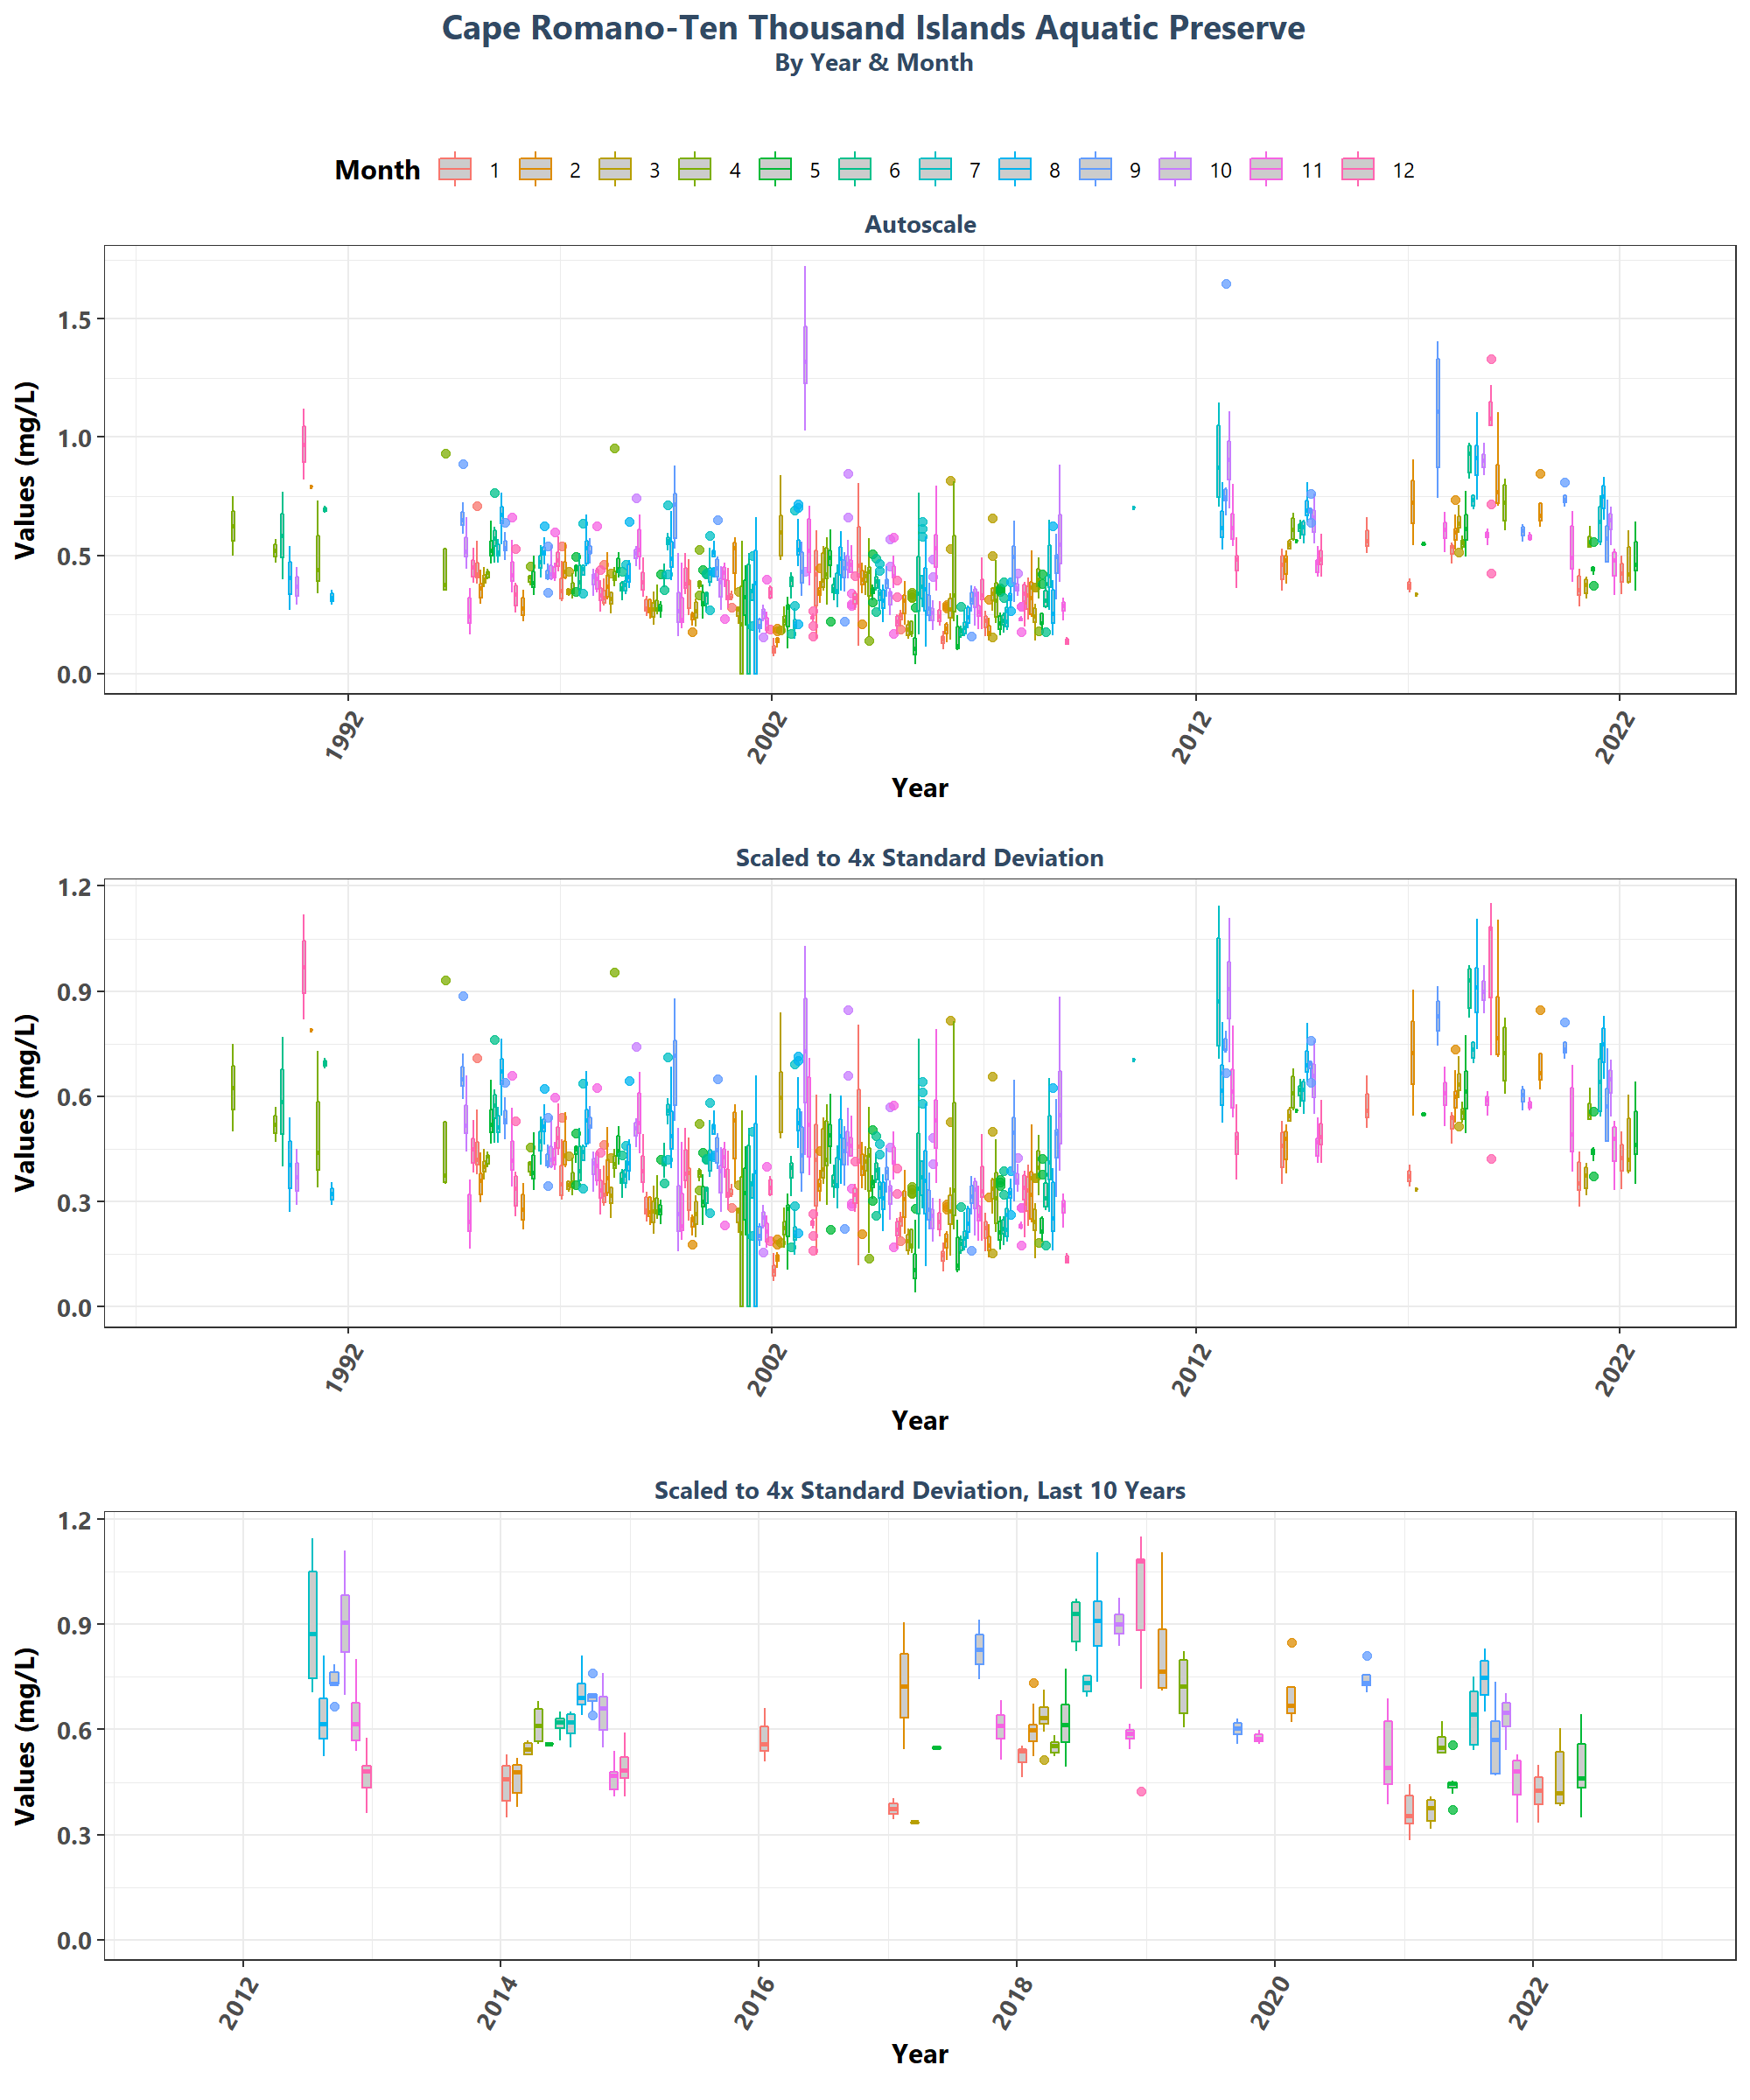 Cape Romano-Ten Thousand Islands Aquatic Preserve
By Year & Month
Month 1 2 3 4 5 6 7 8 9 10 11 12
Autoscale
Values (mg/L)
1.5
1.0
0.5
0.0
1992 2002 2012 2022
Year
Scaled to 4x Standard Deviation
Values (mg/L)
1.2
0.9
0.6
0.3
0.0
1992 2002 2012 2022
Year
Scaled to 4x Standard Deviation, Last 10 Years
Values (mg/L)
1.2
0.9
0.6
0.3
0.0
2012 2014 2016 2018 2020 2022
Year